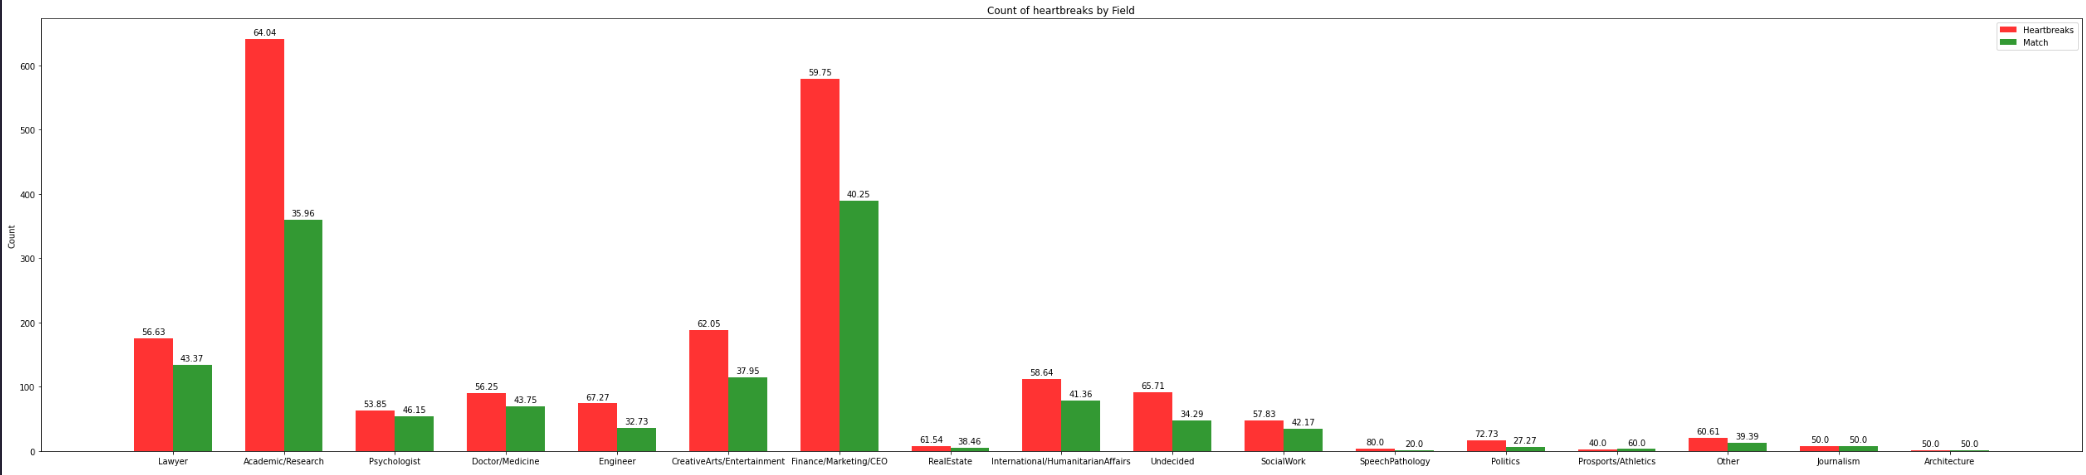 Count of heartbreaks by Field
Heartbreaks
Match
Count
600
500
400
300
200
100
0
56.63
43.37
64.04
35.96
53.85
46.15
56.25
43.75
67.27
32.73
62.05
37.95
59.75
40.25
61.54
38.46
58.64
41.36
65.71
34.29
57.83
42.17
80.0
20.0
72.73
27.27
40.0
60.0
60.61
39.39
50.0
50.0
50.0
50.0
Lawyer
Academic/Research
Psychologist
Doctor/Medicine
Engineer
CreativeArts/Entertainment
Finance/Marketing/CEO
RealEstate
International/HumanitarianAffairs
Undecided
SocialWork
SpeechPathology
Politics
Prosports/Athletics
Other
Journalism
Architecture